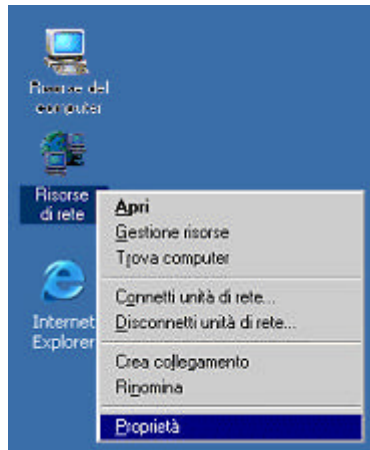 Risorse del
computer
Risorse
di rete
Apri
Gestione risorse
Trova computer
Connetti unità di rete...
Disconnetti unità di rete...
Internet
Explorer
Crea collegamento
Rinomina
Proprietà